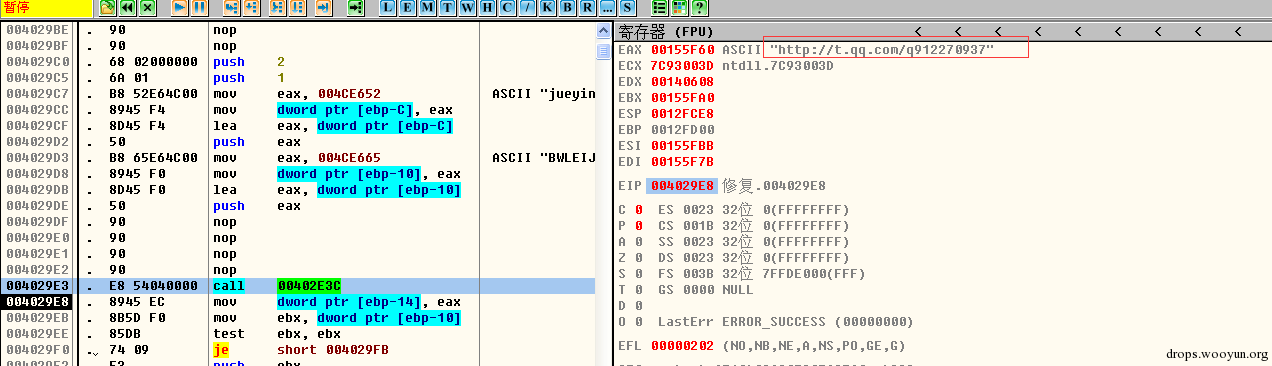 暂停 L E M T W H C / K B R ... S ?
004029BE . 90 nop
004029BF . 90 nop
004029C0 . 68 02000000 push 2
004029C5 . 6A 01 push 1
004029C7 . B8 52E64C00 mov eax, 004CE652 ASCII "jueyin
004029CC . 8945 F4 mov dword ptr [ebp-C], eax
004029CF . 8D45 F4 lea eax, dword ptr [ebp-C]
004029D2 . 50 push eax
004029D3 . B8 65E64C00 mov eax, 004CE665 ASCII "BWLEIJ
004029D8 . 8945 F0 mov dword ptr [ebp-10], eax
004029DB . 8D45 F0 lea eax, dword ptr [ebp-10]
004029DE . 50 push eax
004029DF . 90 nop
004029E0 . 90 nop
004029E1 . 90 nop
004029E2 . 90 nop
004029E3 . E8 54040000 call 00402E3C
004029E8 . 8945 EC mov dword ptr [ebp-14], eax
004029EB . 8B5D F0 mov ebx, dword ptr [ebp-10]
004029EE . 85DB test ebx, ebx
004029F0 . 74 09 je short 004029FB
004029F2 . 53 push ebx
寄存器 (FPU) < < < < < < < <
EAX 00155F60 ASCII "http://t.qq.com/q912270937"
ECX 7C93003D ntdll.7C93003D
EDX 00140608
EBX 00155FA0
ESP 0012FCE8
EBP 0012FD00
ESI 00155FBB
EDI 00155F7B
EIP 004029E8 修复.004029E8
C 0 ES 0023 32位 0(FFFFFFFF)
P 0 CS 001B 32位 0(FFFFFFFF)
A 0 SS 0023 32位 0(FFFFFFFF)
Z 0 DS 0023 32位 0(FFFFFFFF)
S 0 FS 003B 32位 7FFDE000(FFF)
T 0 GS 0000 NULL
D 0
O 0 LastErr ERROR_SUCCESS (00000000)
EFL 00000202 (NO,NB,NE,A,NS,PO,GE,G)
drops.wooyun.org